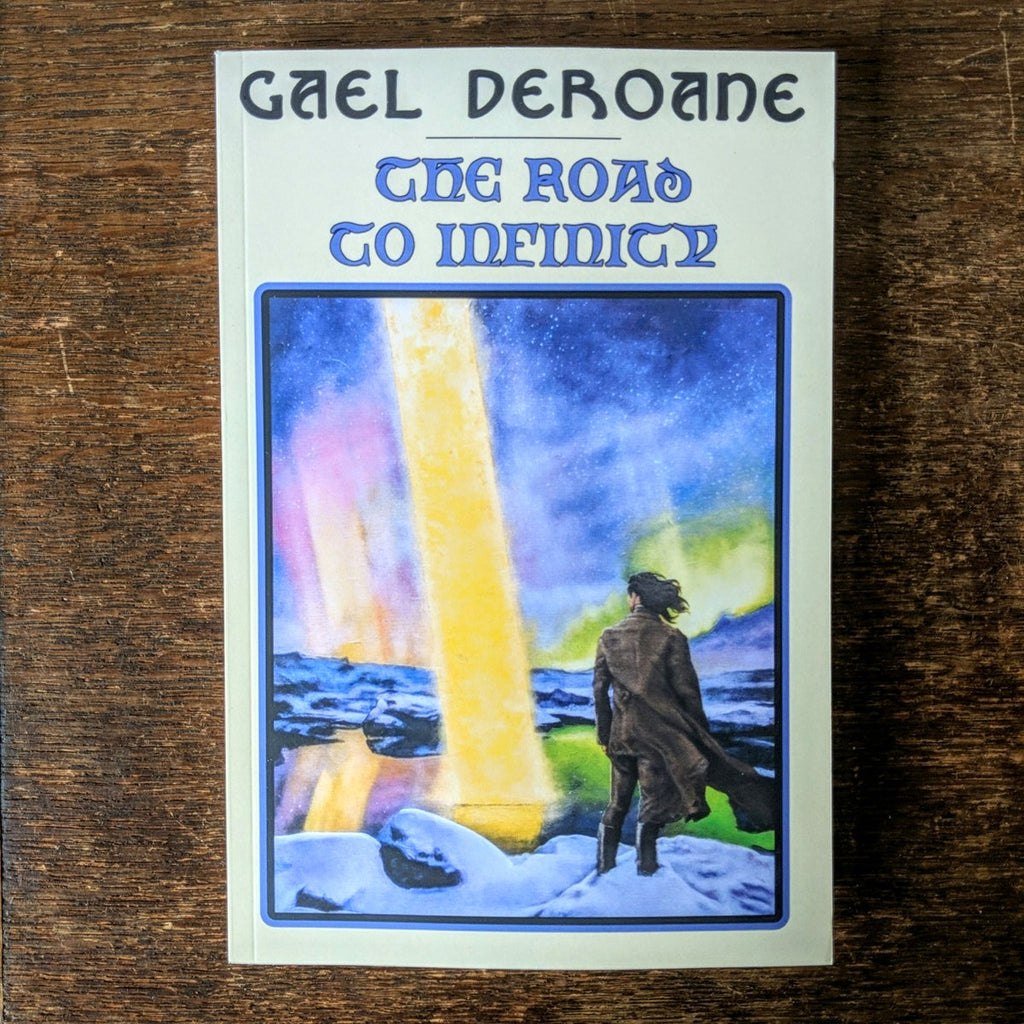 GAEL DEROANE
THE ROAD
TO INFINITY